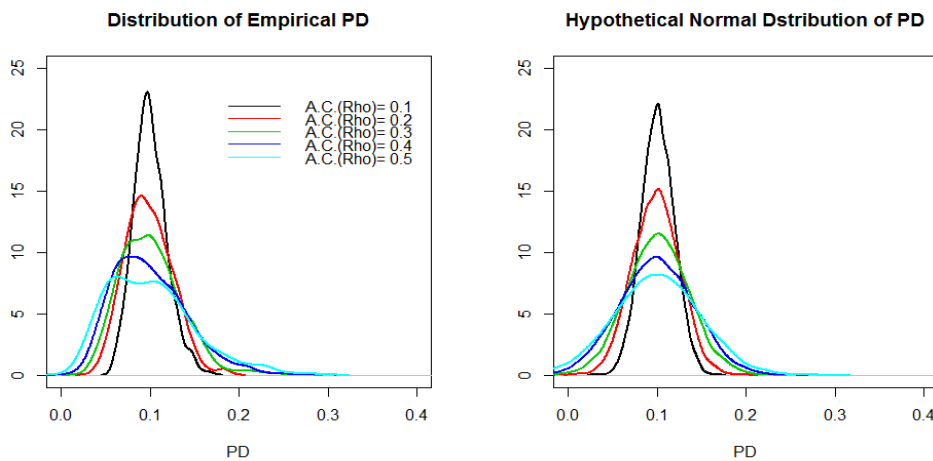 Distribution of Empirical PD
25
20
15
10
5
0
A.C.(Rho)= 0.1
A.C.(Rho)= 0.2
A.C.(Rho)= 0.3
A.C.(Rho)= 0.4
A.C.(Rho)= 0.5
0.0 0.1 0.2 0.3 0.4
PD
Hypothetical Normal Dstribution of PD
25
20
15
10
5
0
0.0 0.1 0.2 0.3 0.4
PD